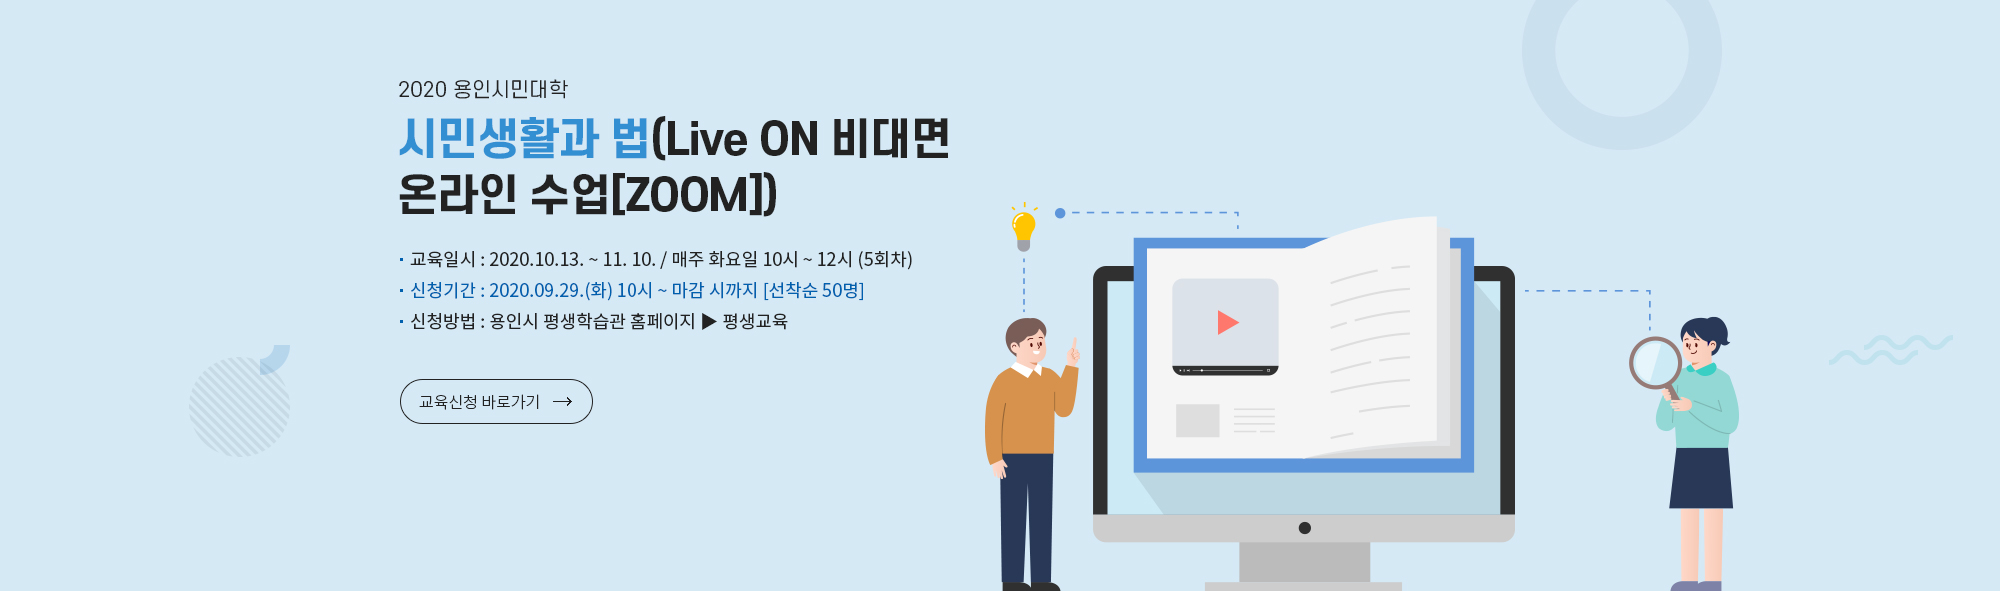 2020 용인시민대학
시민생활과 법(Live ON 비대면
온라인 수업[ZOOM])
· 교육일시 : 2020.10.13. ~ 11. 10. / 매주 화요일 10시 ~ 12시 (5회차)
· 신청기간 : 2020.09.29.(화) 10시 ~ 마감 시까지 [선착순 50명]
· 신청방법 : 용인시 평생학습관 홈페이지 ▶ 평생교육
교육신청 바로가기 →